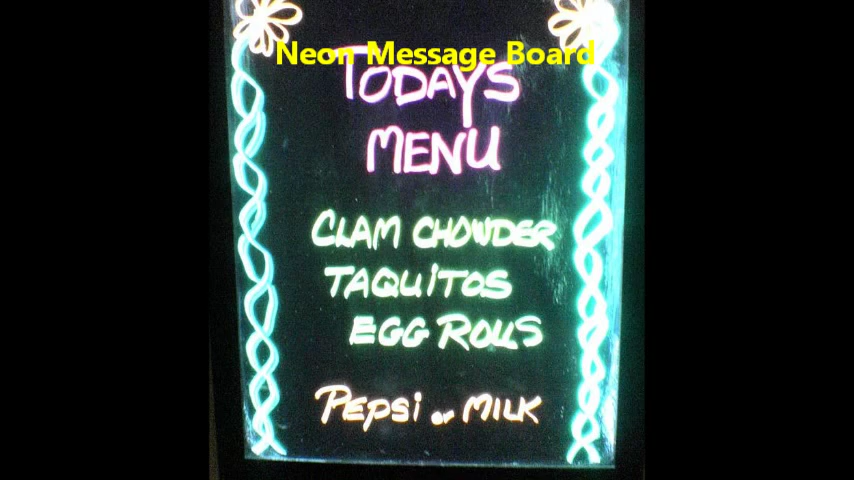 Neon Message Board
TODAYS
MENU
CLAM CHOWDER
TAQUiTOS
EGG ROLLS
PEPSi or MILK